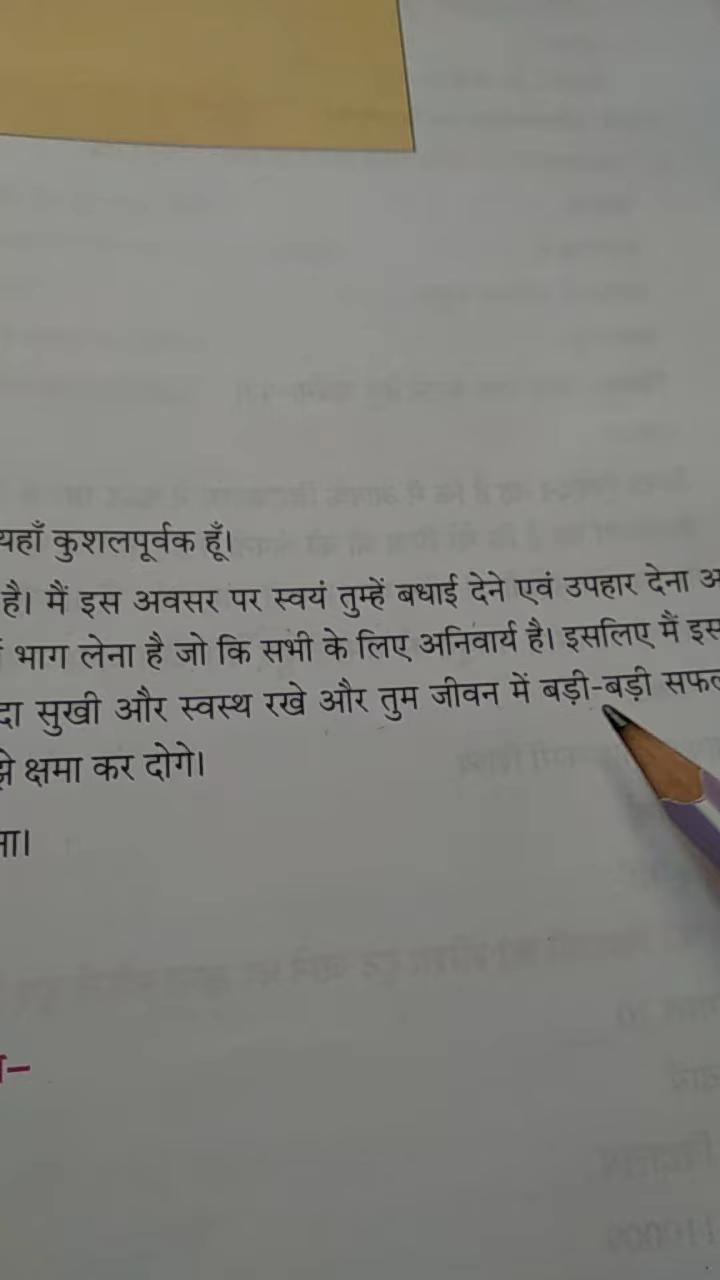 यहाँ कुशलपूर्वक हूँ।
है। मैं इस अवसर पर स्वयं तुम्हें बधाई देने एवं उपहार देना
भाग लेना है जो कि सभी के लिए अनिवार्य है। इसलिए मैं इस
सुखी और स्वस्थ रखे और तुम जीवन में बड़ी-बड़ी
क्षमा कर दोगे।